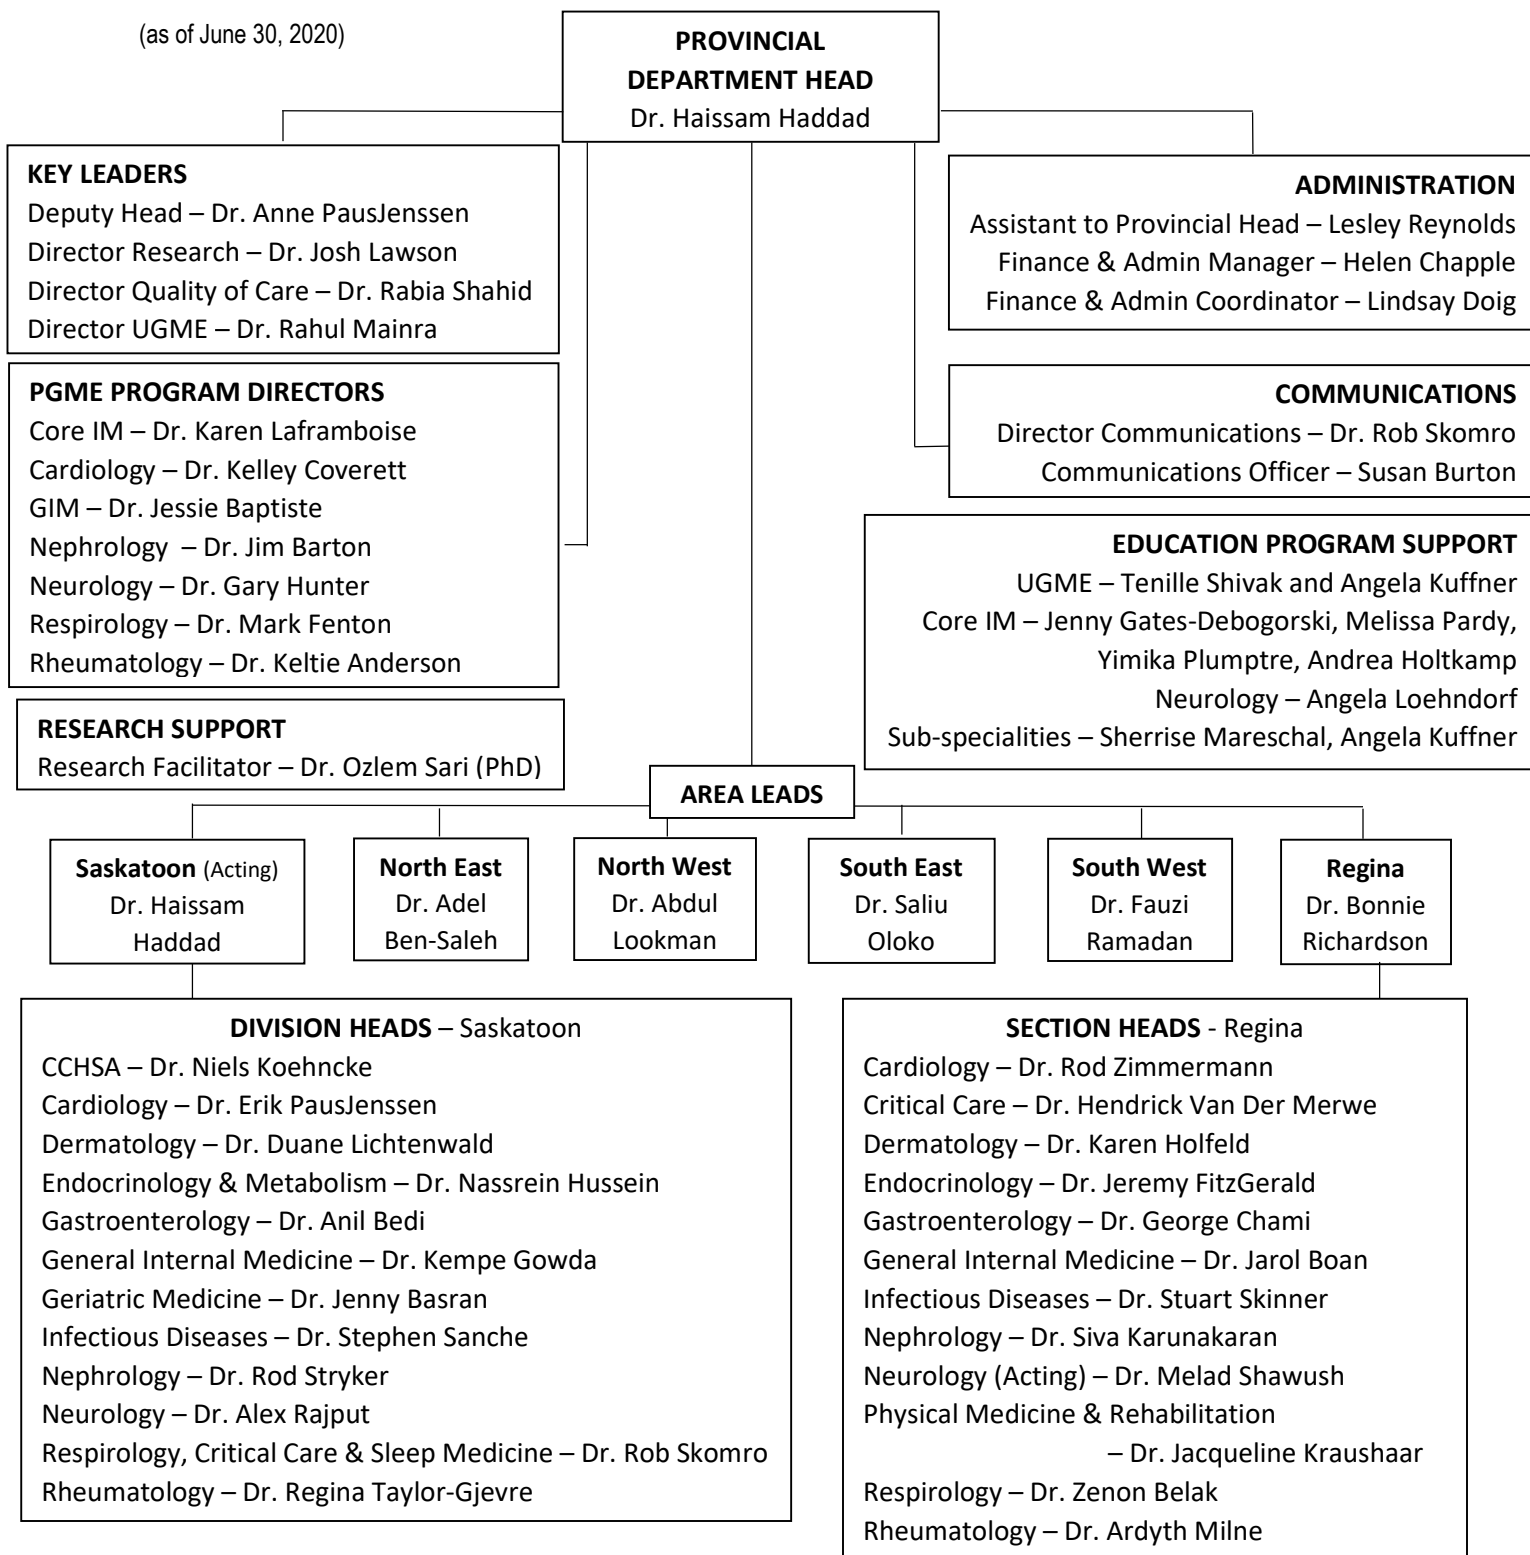 (as of June 30, 2020)
PROVINCIAL
DEPARTMENT HEAD
Dr. Haissam Haddad
KEY LEADERS
Deputy Head – Dr. Anne PausJenssen
Director Research – Dr. Josh Lawson
Director Quality of Care – Dr. Rabia Shahid
Director UGME – Dr. Rahul Mainra
ADMINISTRATION
Assistant to Provincial Head – Lesley Reynolds
Finance & Admin Manager – Helen Chapple
Finance & Admin Coordinator – Lindsay Doig
PGME PROGRAM DIRECTORS
Core IM – Dr. Karen Laframboise
Cardiology – Dr. Kelley Coverett
GIM – Dr. Jessie Baptiste
Nephrology – Dr. Jim Barton
Neurology – Dr. Gary Hunter
Respirology – Dr. Mark Fenton
Rheumatology – Dr. Keltie Anderson
COMMUNICATIONS
Director Communications – Dr. Rob Skomro
Communications Officer – Susan Burton
EDUCATION PROGRAM SUPPORT
UGME – Tenille Shivak and Angela Kuffner
Core IM – Jenny Gates-Debogorski, Melissa Pardy,
Yimika Plumptre, Andrea Holtkamp
Neurology – Angela Loehndorf
Sub-specialities – Sherrise Mareschal, Angela Kuffner
RESEARCH SUPPORT
Research Facilitator – Dr. Ozlem Sari (PhD)
AREA LEADS
Saskatoon (Acting)
Dr. Haissam
Haddad
North East
Dr. Adel
Ben-Saleh
North West
Dr. Abdul
Lookman
South East
Dr. Saliu
Oloko
South West
Dr. Fauzi
Ramadan
Regina
Dr. Bonnie
Richardson
DIVISION HEADS – Saskatoon
CCHSA – Dr. Niels Koehncke
Cardiology – Dr. Erik PausJenssen
Dermatology – Dr. Duane Lichtenwald
Endocrinology & Metabolism – Dr. Nassrein Hussein
Gastroenterology – Dr. Anil Bedi
General Internal Medicine – Dr. Kempe Gowda
Geriatric Medicine – Dr. Jenny Basran
Infectious Diseases – Dr. Stephen Sanche
Nephrology – Dr. Rod Stryker
Neurology – Dr. Alex Rajput
Respirology, Critical Care & Sleep Medicine – Dr. Rob Skomro
Rheumatology – Dr. Regina Taylor-Gjevre
SECTION HEADS - Regina
Cardiology – Dr. Rod Zimmermann
Critical Care – Dr. Hendrick Van Der Merwe
Dermatology – Dr. Karen Holfeld
Endocrinology – Dr. Jeremy FitzGerald
Gastroenterology – Dr. George Chami
General Internal Medicine – Dr. Jarol Boan
Infectious Diseases – Dr. Stuart Skinner
Nephrology – Dr. Siva Karunakaran
Neurology (Acting) – Dr. Melad Shawush
Physical Medicine & Rehabilitation
– Dr. Jacqueline Kraushaar
Respirology – Dr. Zenon Belak
Rheumatology – Dr. Ardyth Milne